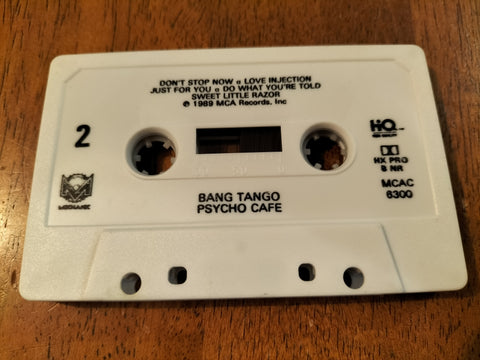 DON'T STOP NOW □ LOVE INJECTION
JUST FOR YOU □ DO WHAT YOU'RE TOLD
SWEET LITTLE RAZOR
℗ 1989 MCA Records, Inc
2
HQ
HX PRO
B NR
MCAC
6300
MECHANIC
BANG TANGO
PSYCHO CAFE